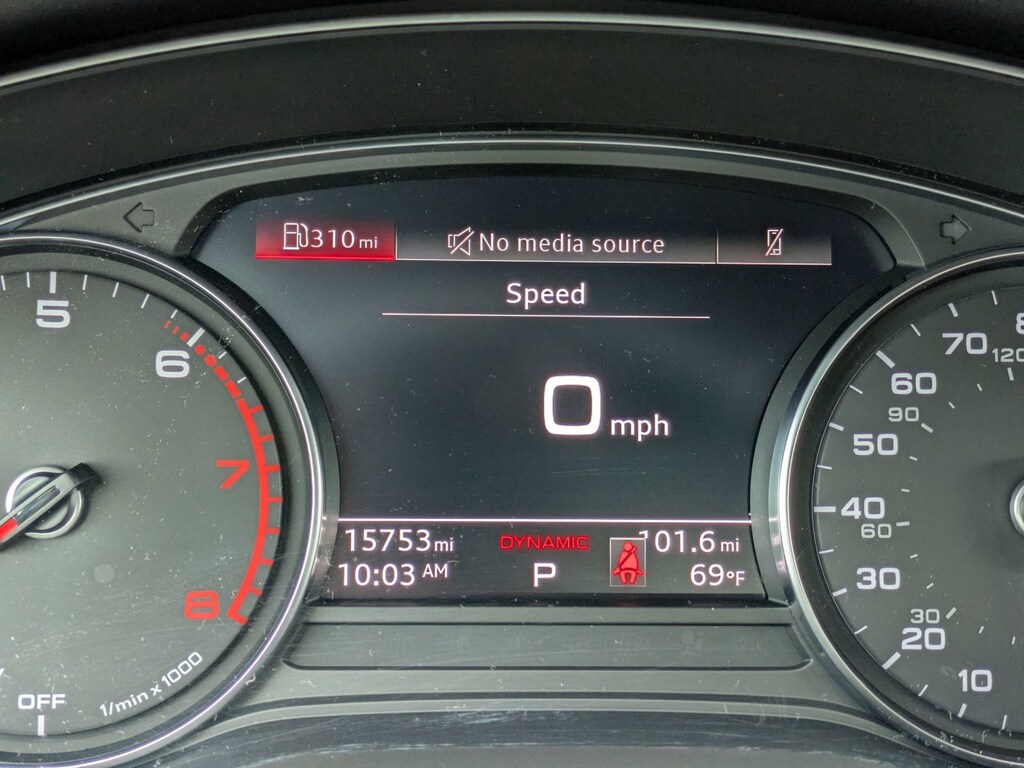 310 mi
No media source
Speed
0 mph
15753 mi
DYNAMIC
101.6 mi
10:03 AM
P
69°F
5
6
7
8
1/min x 1000
OFF
8
120
70
60
90
50
40
60
30
30
20
10